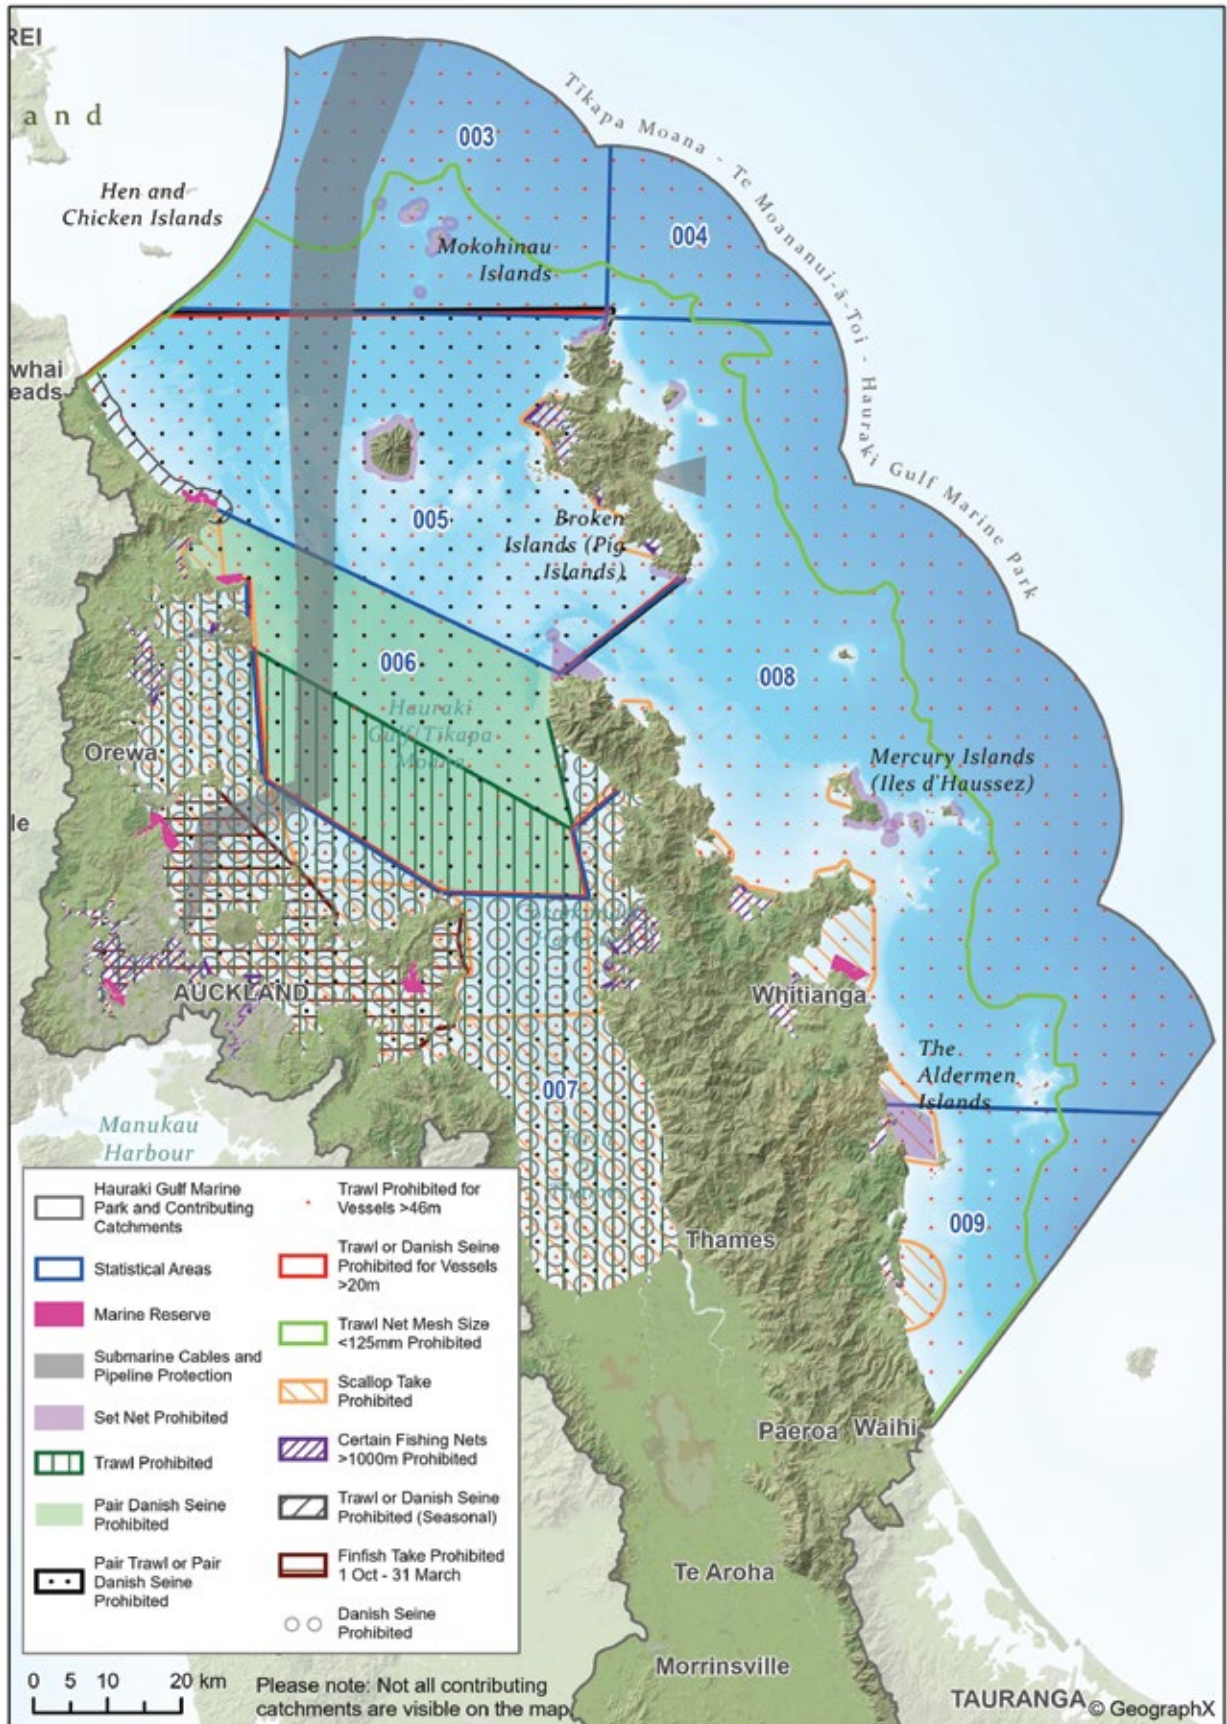 REI
and
Hen and
Chicken Islands
Tīkapa Moana - Te Moananui-ā-Toi - Hauraki Gulf Marine Park
003
004
Mokohinau
Islands
whai
eads
005
Broken
Islands (Pig
Islands)
006
008
Hauraki
Gulf/Tīkapa
Moana
Orewa
Mercury Islands
(Iles d'Haussez)
le
AUCKLAND
Whitianga
The
Aldermen
Islands
007
Manukau
Harbour
009
Thames
Paeroa
Waihi
Te Aroha
Morrinsville
TAURANGA
© GeographX
Hauraki Gulf Marine
Park and Contributing
Catchments
Statistical Areas
Marine Reserve
Submarine Cables and
Pipeline Protection
Set Net Prohibited
Trawl Prohibited
Pair Danish Seine
Prohibited
Pair Trawl or Pair
Danish Seine
Prohibited
Trawl Prohibited for
Vessels >46m
Trawl or Danish Seine
Prohibited for Vessels
>20m
Trawl Net Mesh Size
<125mm Prohibited
Scallop Take
Prohibited
Certain Fishing Nets
>1000m Prohibited
Trawl or Danish Seine
Prohibited (Seasonal)
Finfish Take Prohibited
1 Oct - 31 March
Danish Seine
Prohibited
0 5 10 20 km
Please note: Not all contributing
catchments are visible on the map.